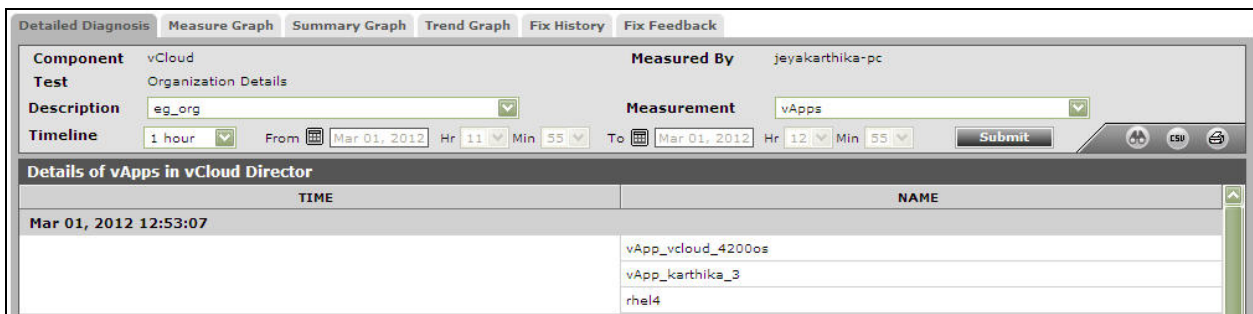 Detailed Diagnosis Measure Graph Summary Graph Trend Graph Fix History Fix Feedback
Component vCloud Measured By jeyakarthika-pc
Test Organization Details
Description eg_org Measurement vApps
Timeline 1 hour From Mar 01, 2012 Hr 11 Min 55 To Mar 01, 2012 Hr 12 Min 55 Submit CSV
Details of vApps in vCloud Director
TIME NAME
Mar 01, 2012 12:53:07
vApp_vcloud_4200os
vApp_karthika_3
rhel4